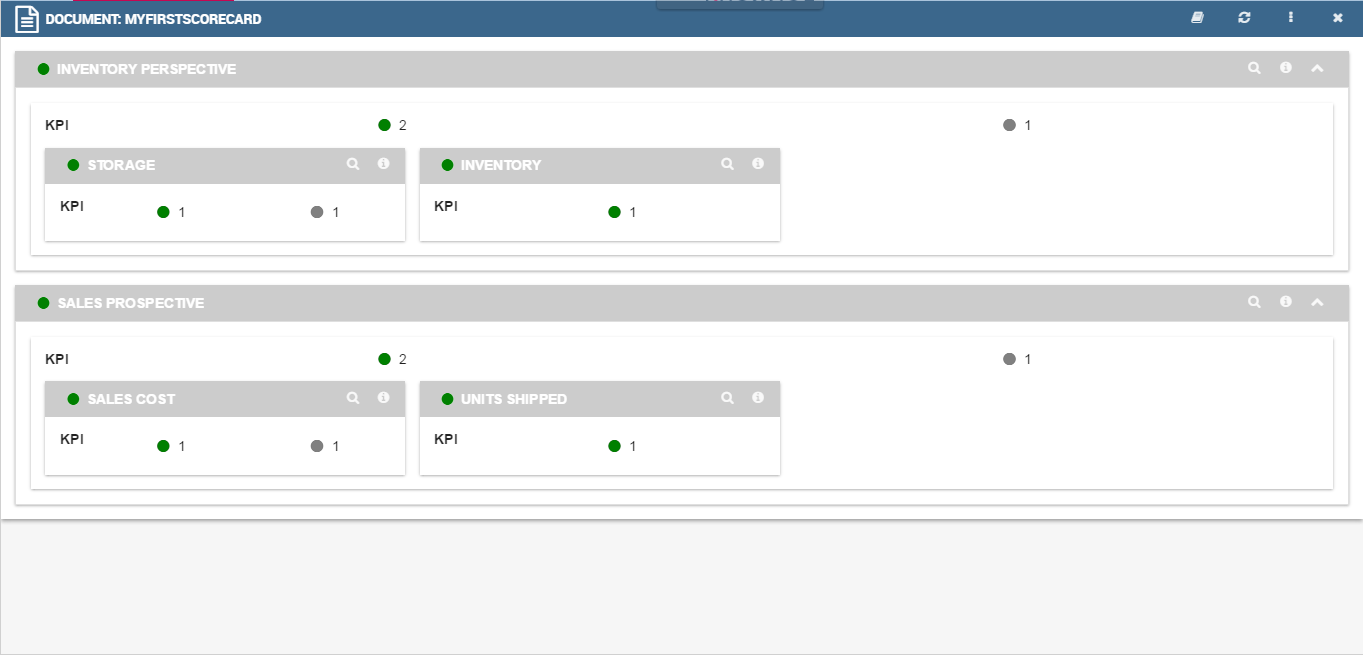 DOCUMENT: MYFIRSTSCORECARD
INVENTORY PERSPECTIVE
KPI 2 1
STORAGE INVENTORY
KPI 1 1 KPI 1
SALES PROSPECTIVE
KPI 2 1
SALES COST UNITS SHIPPED
KPI 1 1 KPI 1